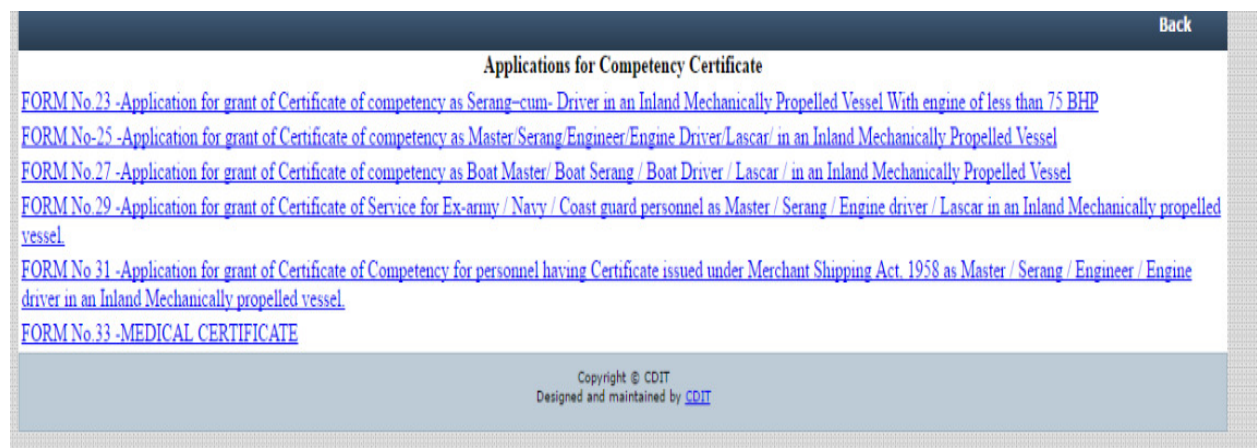 Back
Applications for Competency Certificate
FORM No.23 -Application for grant of Certificate of competency as Serang–cum- Driver in an Inland Mechanically Propelled Vessel With engine of less than 75 BHP
FORM No-25 -Application for grant of Certificate of competency as Master/Serang/Engineer/Engine Driver/Lascar/ in an Inland Mechanically Propelled Vessel
FORM No.27 -Application for grant of Certificate of competency as Boat Master/ Boat Serang / Boat Driver / Lascar / in an Inland Mechanically Propelled Vessel
FORM No.29 -Application for grant of Certificate of Service for Ex-army / Navy / Coast guard personnel as Master / Serang / Engine driver / Lascar in an Inland Mechanically propelled
vessel.
FORM No 31 -Application for grant of Certificate of Competency for personnel having Certificate issued under Merchant Shipping Act, 1958 as Master / Serang / Engineer / Engine
driver in an Inland Mechanically propelled vessel.
FORM No.33 -MEDICAL CERTIFICATE
Copyright © CDIT
Designed and maintained by CDIT